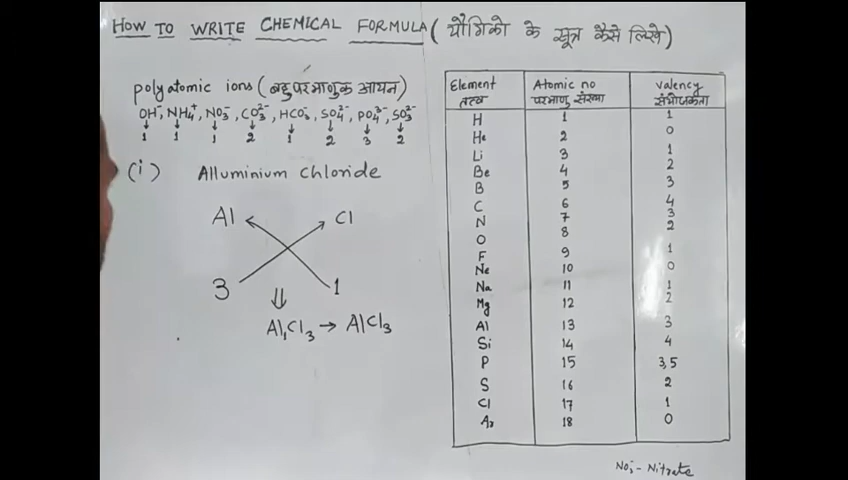 HOW TO WRITE CHEMICAL FORMULA ( यौगिको के सूत्र कैसे लिखे)
polyatomic ions (बहुपरमाणुक आयन)
OH⁻, NH₄⁺, NO₃⁻, CO₃²⁻, HCO₃⁻, SO₄²⁻, PO₄³⁻, SO₃²⁻
↓ ↓ ↓ ↓ ↓ ↓ ↓ ↓
1 1 1 2 1 2 3 2
(i) Alluminium chloride
Al Cl
3 1
⇓
Al₁Cl₃ → AlCl₃
Element Atomic no Valency
तत्व परमाणु संख्या संयोजकता
H 1 1
He 2 0
Li 3 1
Be 4 2
B 5 3
C 6 4
N 7 3
O 8 2
F 9 1
Ne 10 0
Na 11 1
Mg 12 2
Al 13 3
Si 14 4
P 15 3,5
S 16 2
Cl 17 1
Ar 18 0
NO₃⁻ - Nitrate